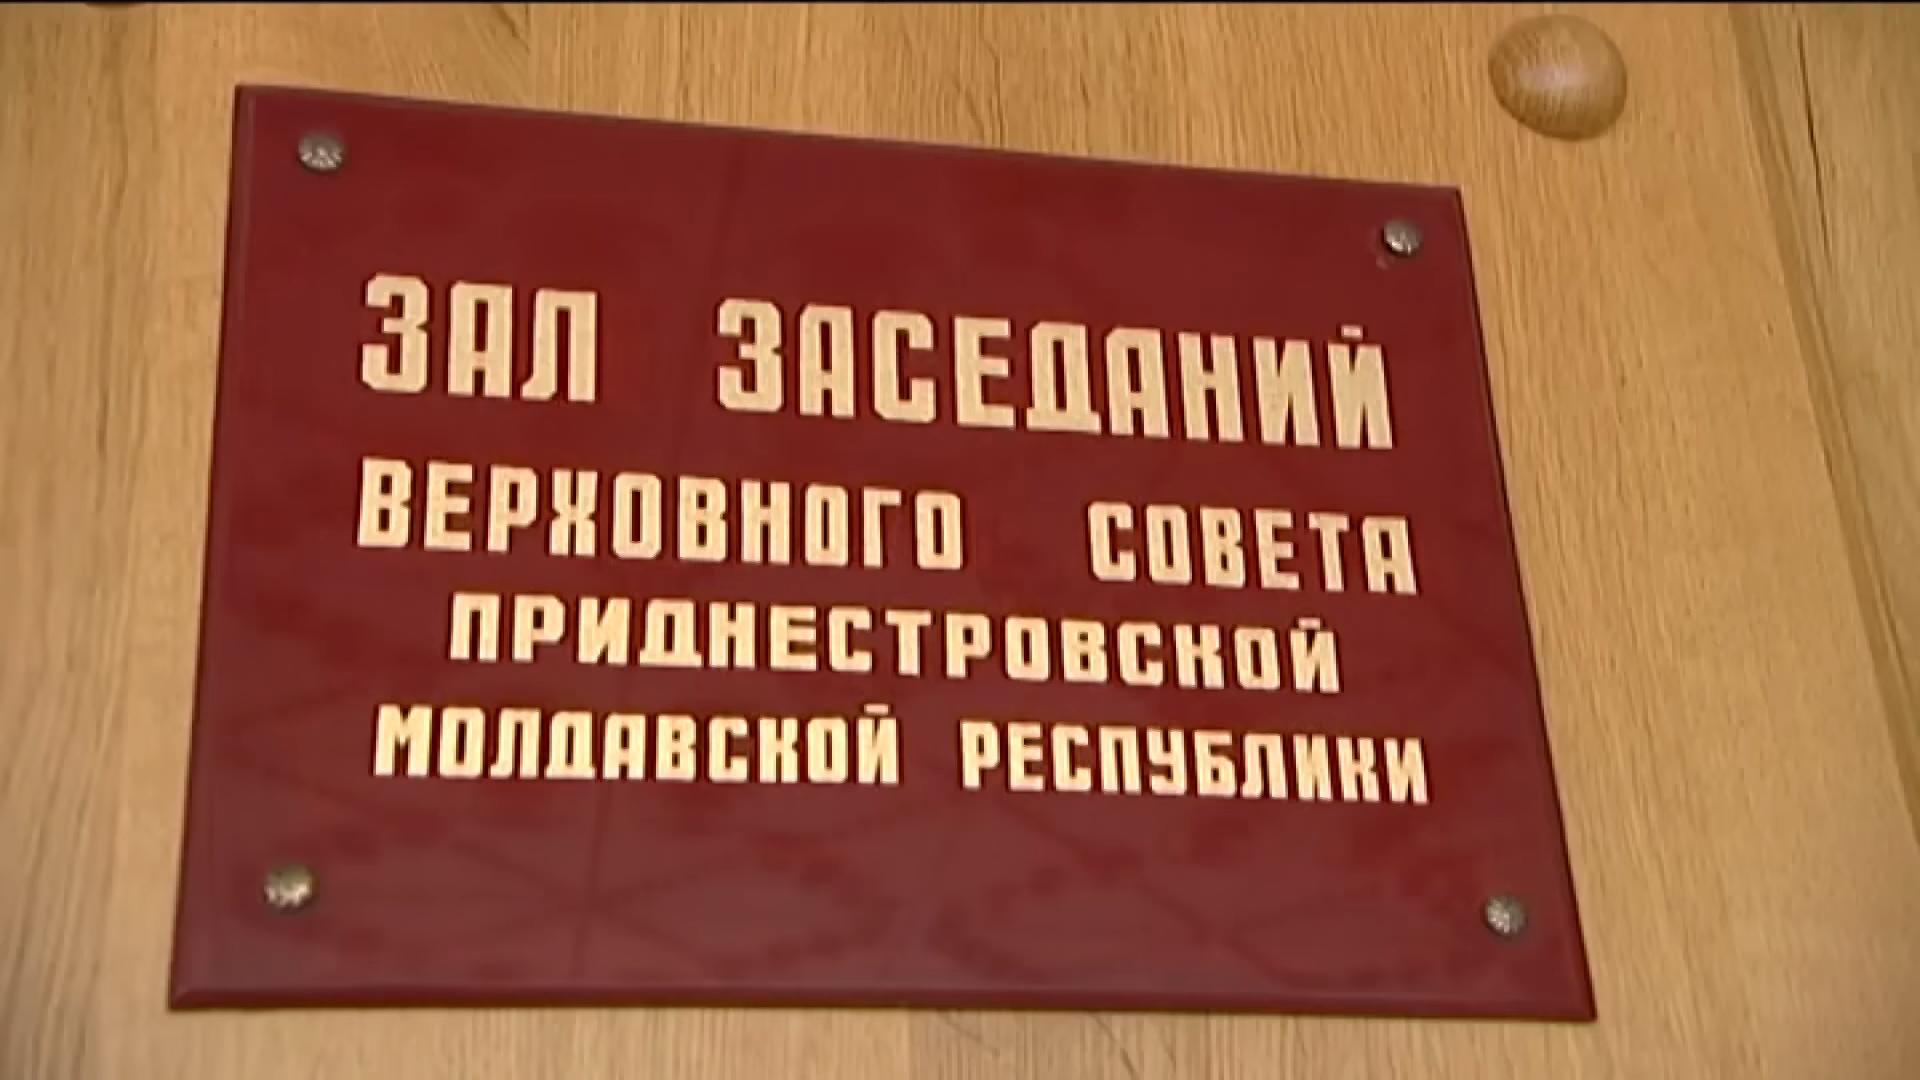 ЗАЛ ЗАСЕДАНИЙ
ВЕРХОВНОГО СОВЕТА
ПРИДНЕСТРОВСКОЙ
МОЛДАВСКОЙ РЕСПУБЛИКИ